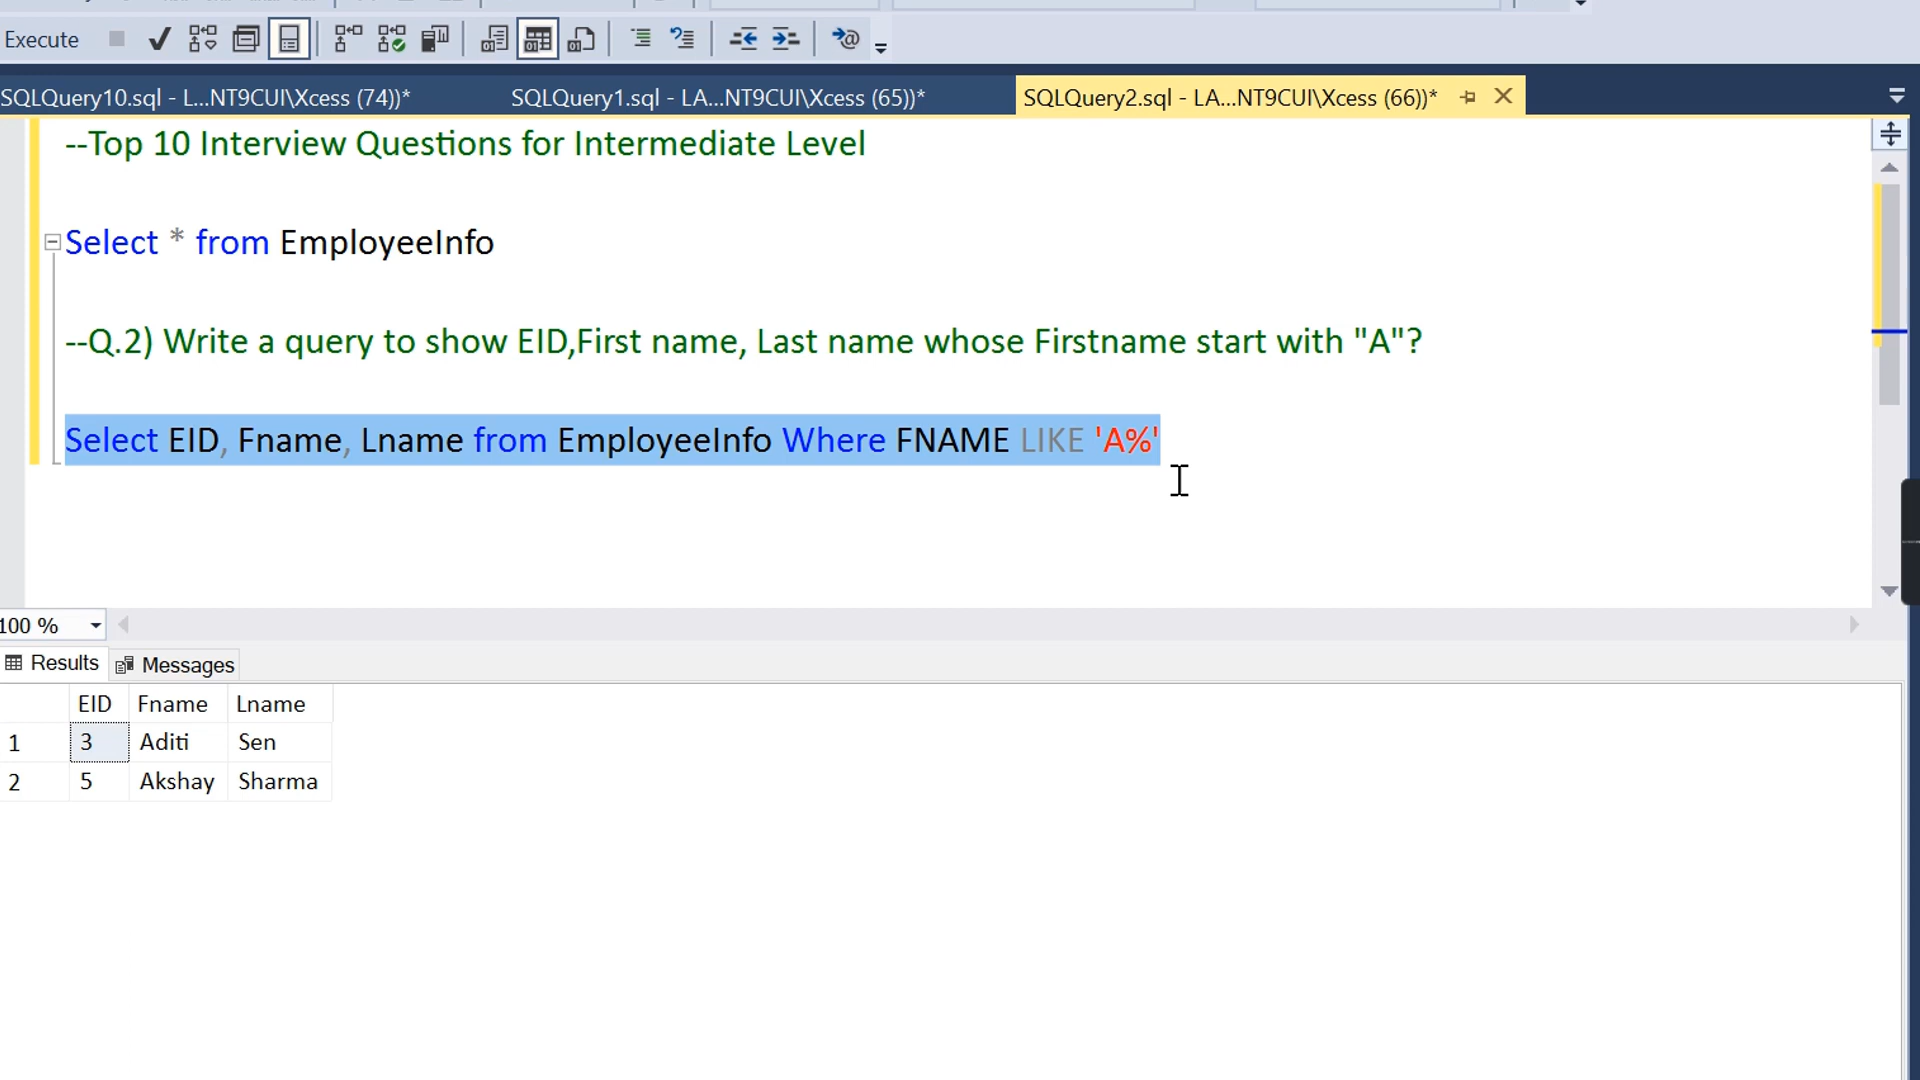 Execute
SQLQuery10.sql - L...NT9CUI\Xcess (74))*
SQLQuery1.sql - LA...NT9CUI\Xcess (65))*
SQLQuery2.sql - LA...NT9CUI\Xcess (66))*
--Top 10 Interview Questions for Intermediate Level
Select * from EmployeeInfo
--Q.2) Write a query to show EID,First name, Last name whose Firstname start with "A"?
Select EID, Fname, Lname from EmployeeInfo Where FNAME LIKE 'A%'
100 %
Results Messages
EID Fname Lname
1 3 Aditi Sen
2 5 Akshay Sharma